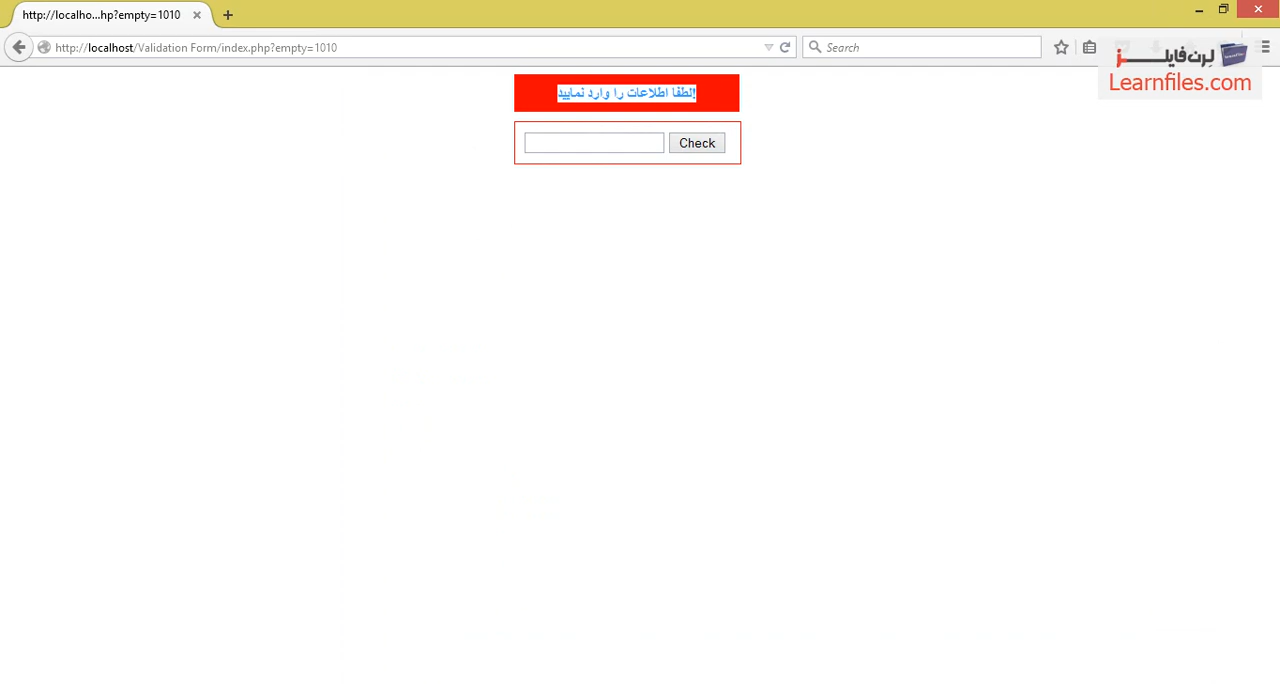 http://localho...hp?empty=1010
http://localhost/Validation Form/index.php?empty=1010
Search
لرن‌فایلز
Learnfiles.com
لطفا اطلاعات را وارد نمایید!
Check